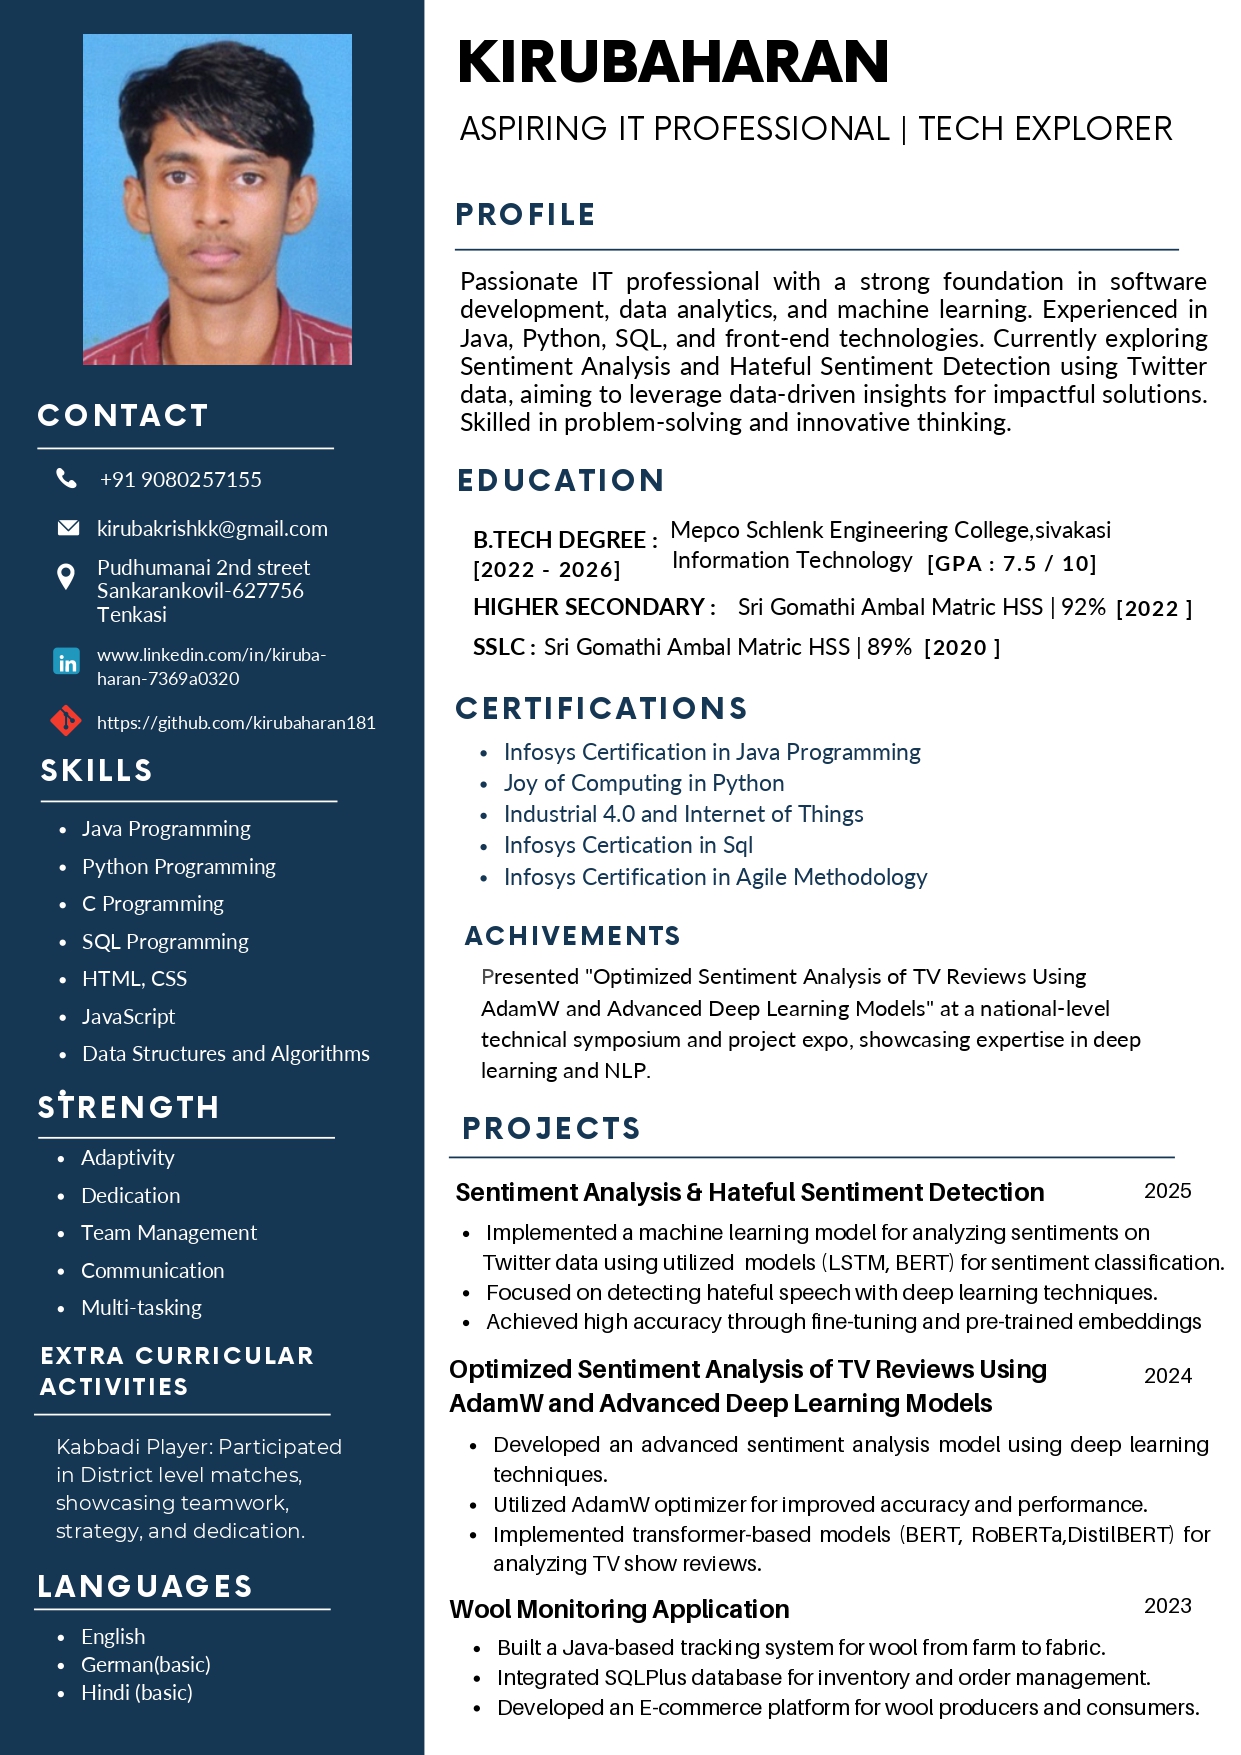 KIRUBAHARAN
ASPIRING IT PROFESSIONAL | TECH EXPLORER
CONTACT
+91 9080257155
kirubakrishkk@gmail.com
Pudhumanai 2nd street
Sankarankovil-627756
Tenkasi
www.linkedin.com/in/kiruba-
haran-7369a0320
https://github.com/kirubaharan181
SKILLS
• Java Programming
• Python Programming
• C Programming
• SQL Programming
• HTML, CSS
• JavaScript
• Data Structures and Algorithms
•
STRENGTH
• Adaptivity
• Dedication
• Team Management
• Communication
• Multi-tasking
EXTRA CURRICULAR
ACTIVITIES
Kabbadi Player: Participated
in District level matches,
showcasing teamwork,
strategy, and dedication.
LANGUAGES
• English
• German(basic)
• Hindi (basic)
PROFILE
Passionate IT professional with a strong foundation in software
development, data analytics, and machine learning. Experienced in
Java, Python, SQL, and front-end technologies. Currently exploring
Sentiment Analysis and Hateful Sentiment Detection using Twitter
data, aiming to leverage data-driven insights for impactful solutions.
Skilled in problem-solving and innovative thinking.
EDUCATION
B.TECH DEGREE : Mepco Schlenk Engineering College,sivakasi
[2022 - 2026] Information Technology [GPA : 7.5 / 10]
HIGHER SECONDARY : Sri Gomathi Ambal Matric HSS | 92% [2022 ]
SSLC : Sri Gomathi Ambal Matric HSS | 89% [2020 ]
CERTIFICATIONS
• Infosys Certification in Java Programming
• Joy of Computing in Python
• Industrial 4.0 and Internet of Things
• Infosys Certication in Sql
• Infosys Certification in Agile Methodology
ACHIVEMENTS
Presented "Optimized Sentiment Analysis of TV Reviews Using
AdamW and Advanced Deep Learning Models" at a national-level
technical symposium and project expo, showcasing expertise in deep
learning and NLP.
PROJECTS
Sentiment Analysis & Hateful Sentiment Detection 2025
• Implemented a machine learning model for analyzing sentiments on
Twitter data using utilized models (LSTM, BERT) for sentiment classification.
• Focused on detecting hateful speech with deep learning techniques.
• Achieved high accuracy through fine-tuning and pre-trained embeddings
Optimized Sentiment Analysis of TV Reviews Using 2024
AdamW and Advanced Deep Learning Models
• Developed an advanced sentiment analysis model using deep learning
techniques.
• Utilized AdamW optimizer for improved accuracy and performance.
• Implemented transformer-based models (BERT, RoBERTa,DistilBERT) for
analyzing TV show reviews.
Wool Monitoring Application 2023
• Built a Java-based tracking system for wool from farm to fabric.
• Integrated SQLPlus database for inventory and order management.
• Developed an E-commerce platform for wool producers and consumers.